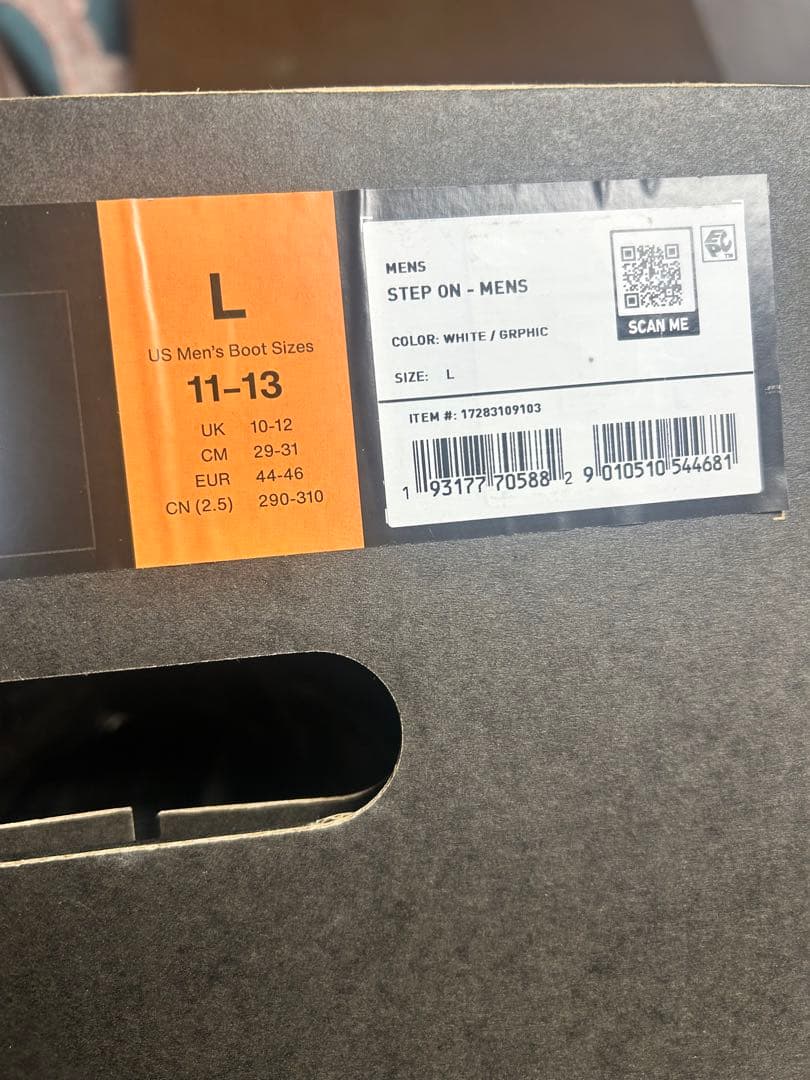 L
US Men's Boot Sizes
11–13
UK 10-12
CM 29-31
EUR 44-46
CN (2.5) 290-310
MENS
STEP ON - MENS
SCAN ME
COLOR: WHITE / GRPHIC
SIZE: L
ITEM #: 17283109103
1 93177 70588 2
9 010510 544681